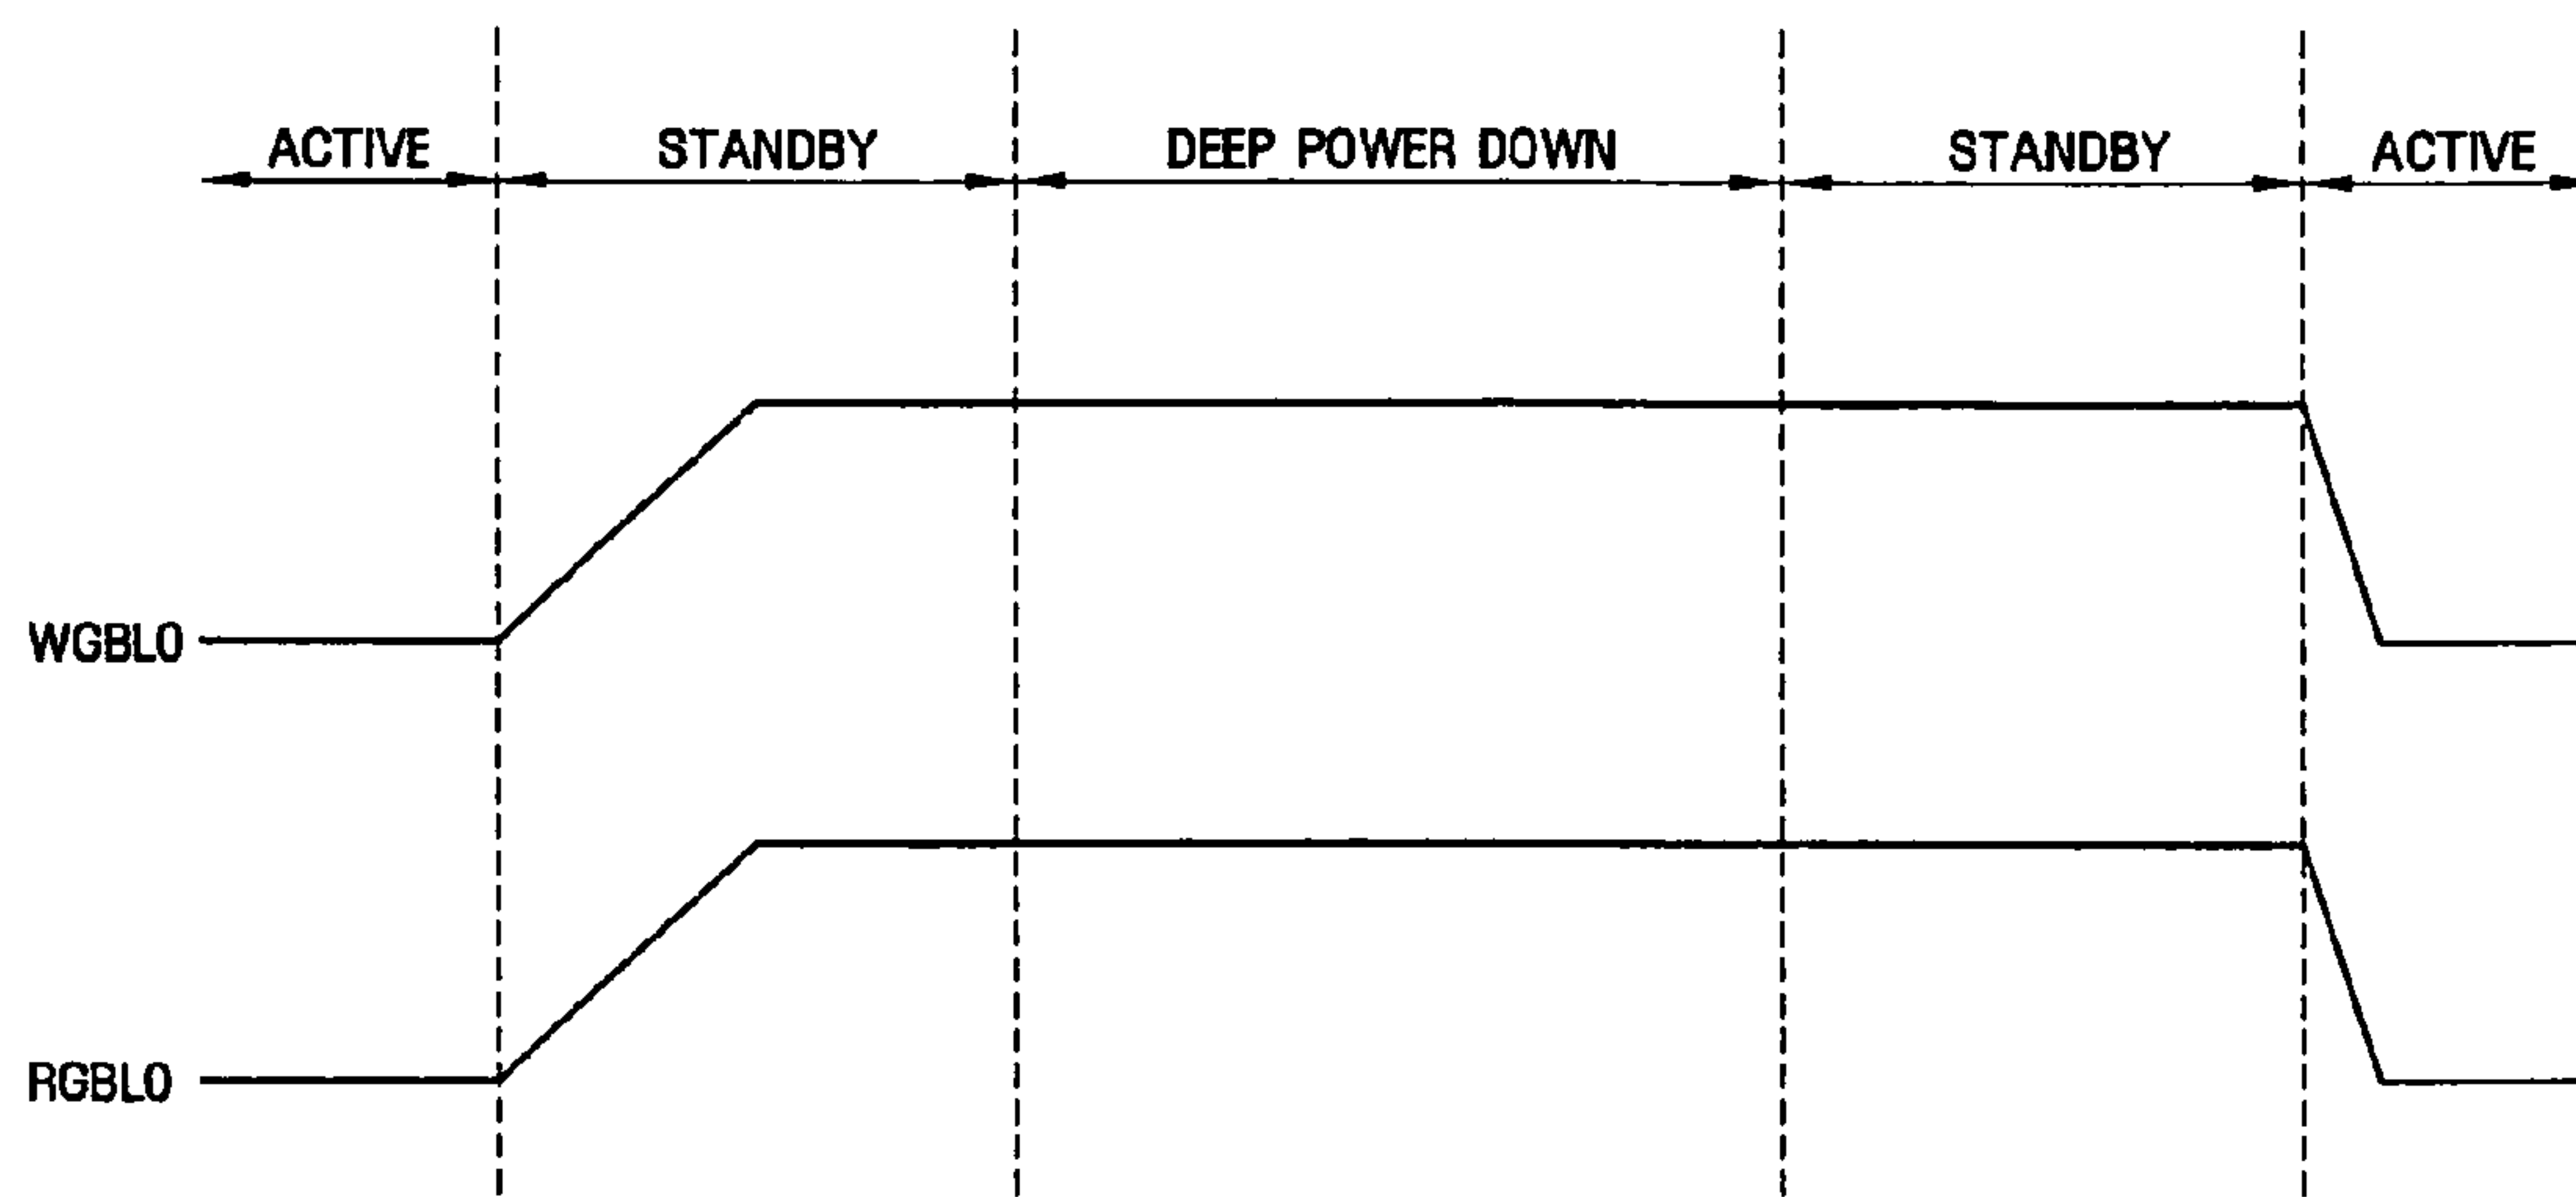 ACTIVE STANDBY DEEP POWER DOWN STANDBY ACTIVE
WGBL0
RGBL0